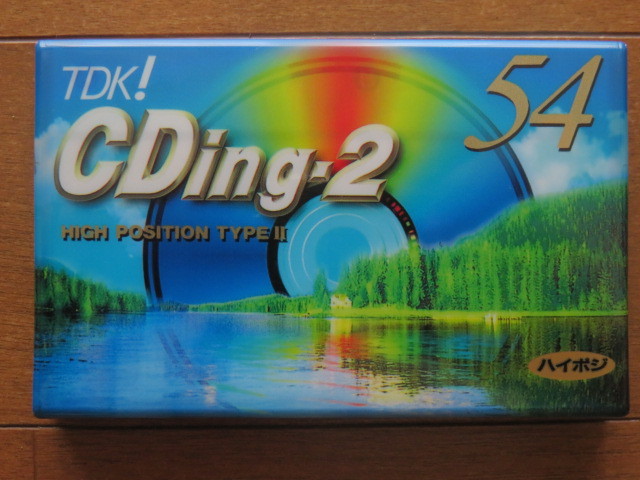 TDK!
54
CDing-2
HIGH POSITION TYPE II
ハイポジ